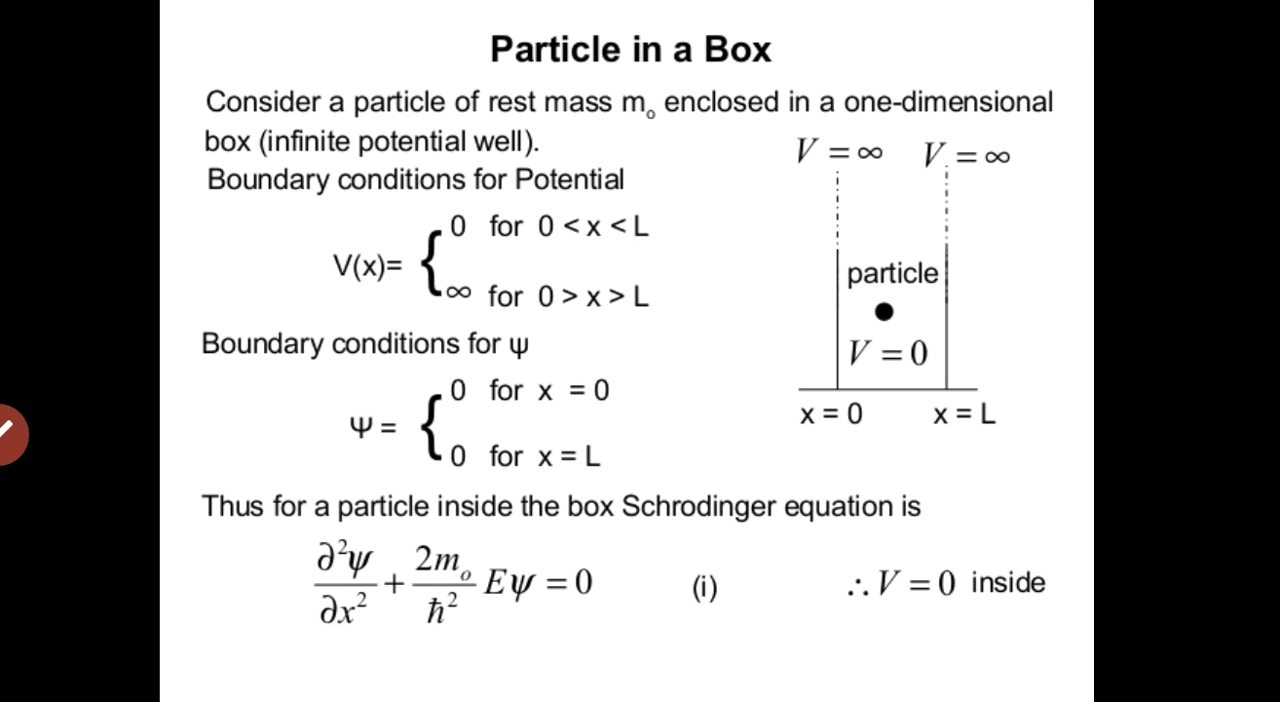 Particle in a Box
Consider a particle of rest mass mₒ enclosed in a one-dimensional
box (infinite potential well).
V = ∞ V = ∞
Boundary conditions for Potential
V(x)= { 0 for 0 < x < L
∞ for 0 > x > L
particle
V = 0
x = 0 x = L
Boundary conditions for ψ
Ψ = { 0 for x = 0
0 for x = L
Thus for a particle inside the box Schrodinger equation is
∂²ψ/∂x² + 2mₒ/ħ² Eψ = 0 (i) ∴ V = 0 inside